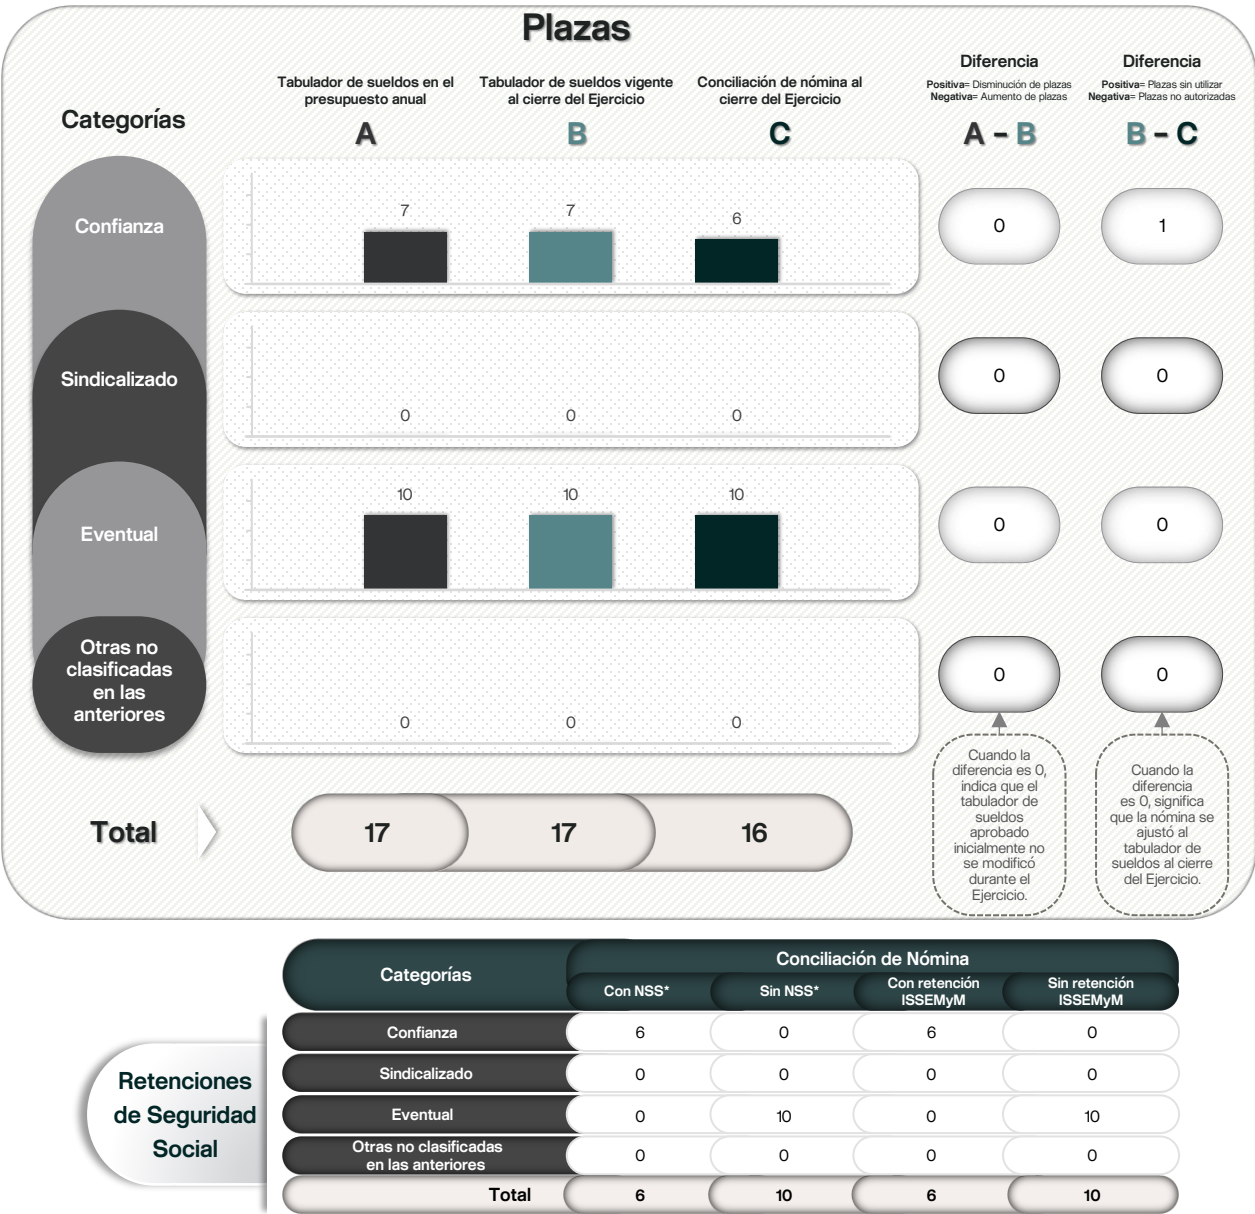 Plazas
Categorías
Tabulador de sueldos en el
presupuesto anual
A
Tabulador de sueldos vigente
al cierre del Ejercicio
B
Conciliación de nómina al
cierre del Ejercicio
C
Diferencia
Positiva= Disminución de plazas
Negativa= Aumento de plazas
A - B
Diferencia
Positiva= Plazas sin utilizar
Negativa= Plazas no autorizadas
B - C
Confianza
7 7 6 0 1
Sindicalizado
0 0 0 0 0
Eventual
10 10 10 0 0
Otras no
clasificadas
en las
anteriores
0 0 0 0 0
Cuando la
diferencia es 0,
indica que el
tabulador de
sueldos
aprobado
inicialmente no
se modificó
durante el
Ejercicio.
Cuando la
diferencia
es 0, significa
que la nómina se
ajustó al
tabulador de
sueldos al cierre
del Ejercicio.
Total 17 17 16
Retenciones
de Seguridad
Social
Categorías
Conciliación de Nómina
Con NSS*
Sin NSS*
Con retención
ISSEMyM
Sin retención
ISSEMyM
Confianza 6 0 6 0
Sindicalizado 0 0 0 0
Eventual 0 10 0 10
Otras no clasificadas
en las anteriores
0 0 0 0
Total 6 10 6 10